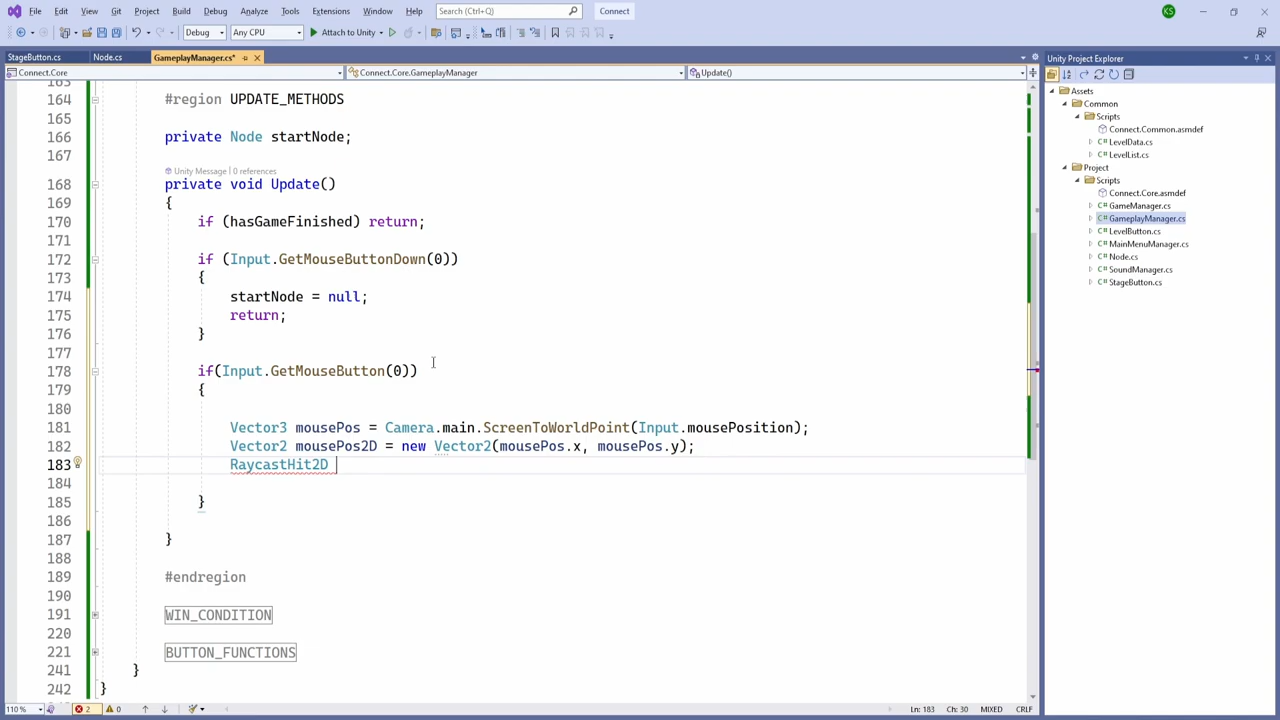 File Edit View Git Project Build Debug Analyze Tools Extensions Window Help Search (Ctrl+Q) Connect KS
Debug Any CPU Attach to Unity
StageButton.cs Node.cs GameplayManager.cs*
Connect.Core Connect.Core.GameplayManager Update()
163
164 #region UPDATE_METHODS
165
166 private Node startNode;
167
Unity Message | 0 references
168 private void Update()
169 {
170 if (hasGameFinished) return;
171
172 if (Input.GetMouseButtonDown(0))
173 {
174 startNode = null;
175 return;
176 }
177
178 if(Input.GetMouseButton(0))
179 {
180
181 Vector3 mousePos = Camera.main.ScreenToWorldPoint(Input.mousePosition);
182 Vector2 mousePos2D = new Vector2(mousePos.x, mousePos.y);
183 RaycastHit2D
184
185 }
186
187 }
188
189 #endregion
190
191 WIN_CONDITION
220
221 BUTTON_FUNCTIONS
241 }
242 }
110 % 2 0 Ln: 183 Ch: 30 MIXED CRLF
Unity Project Explorer
Assets
Common
Scripts
Connect.Common.asmdef
LevelData.cs
LevelList.cs
Project
Scripts
Connect.Core.asmdef
GameManager.cs
GameplayManager.cs
LevelButton.cs
MainMenuManager.cs
Node.cs
SoundManager.cs
StageButton.cs